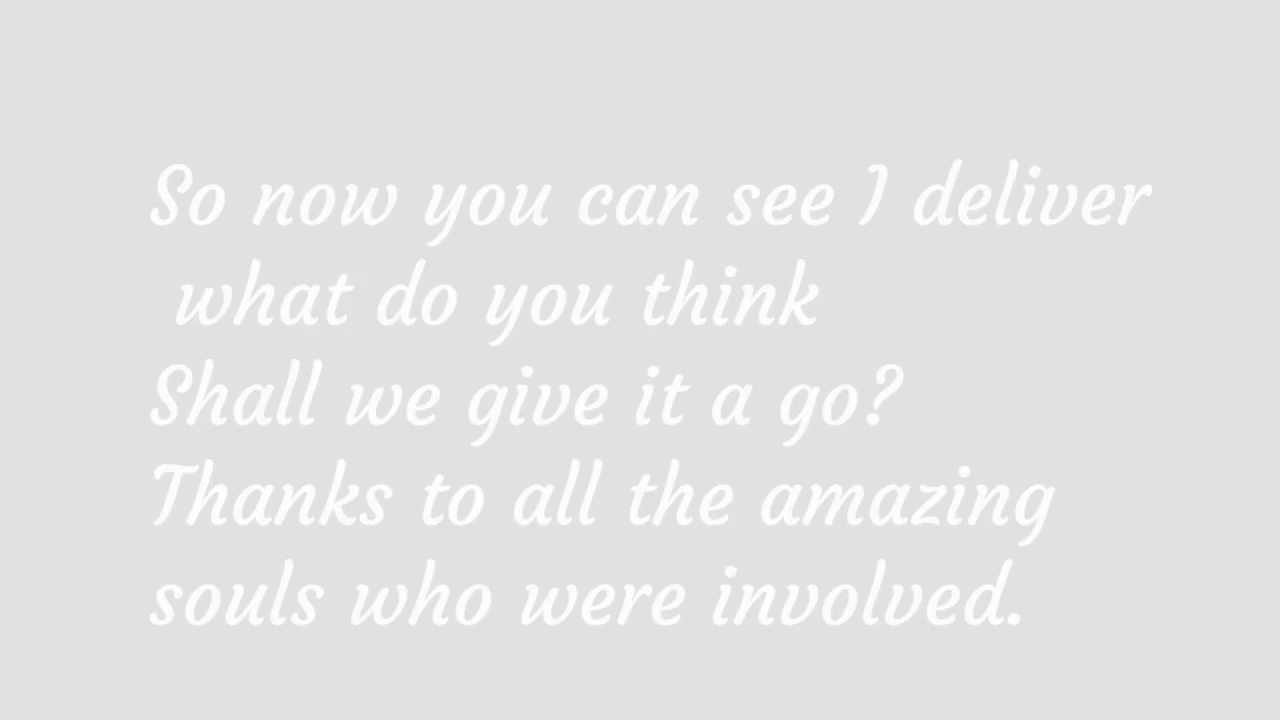 So now you can see I deliver
what do you think
Shall we give it a go?
Thanks to all the amazing
souls who were involved.